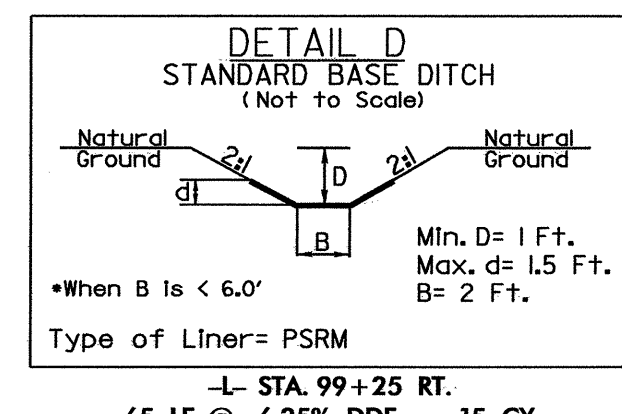 DETAIL D
STANDARD BASE DITCH
(Not to Scale)
Natural
Ground
2:1
2:1
Natural
Ground
D
d
B
Min. D= 1 Ft.
Max. d= 1.5 Ft.
*When B is < 6.0'
B= 2 Ft.
Type of Liner= PSRM
-L- STA. 99+25 RT.